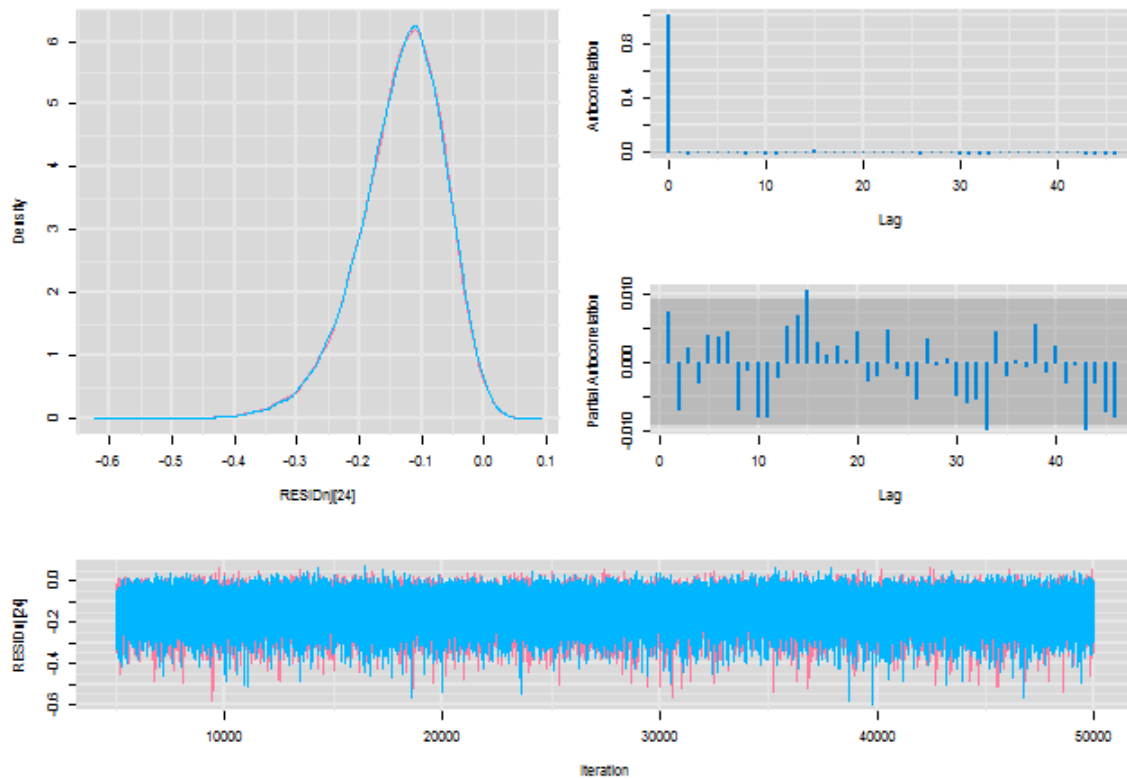 Density
0 1 2 3 4 5 6
-0.6 -0.5 -0.4 -0.3 -0.2 -0.1 0.0 0.1
RESIDnj[24]
Autocorrelation
0.0 0.4 0.8
0 10 20 30 40
Lag
Partial Autocorrelation
-0.010 0.000 0.010
0 10 20 30 40
Lag
RESIDnj[24]
-0.6 -0.4 -0.2 0.0
10000 20000 30000 40000 50000
Iteration